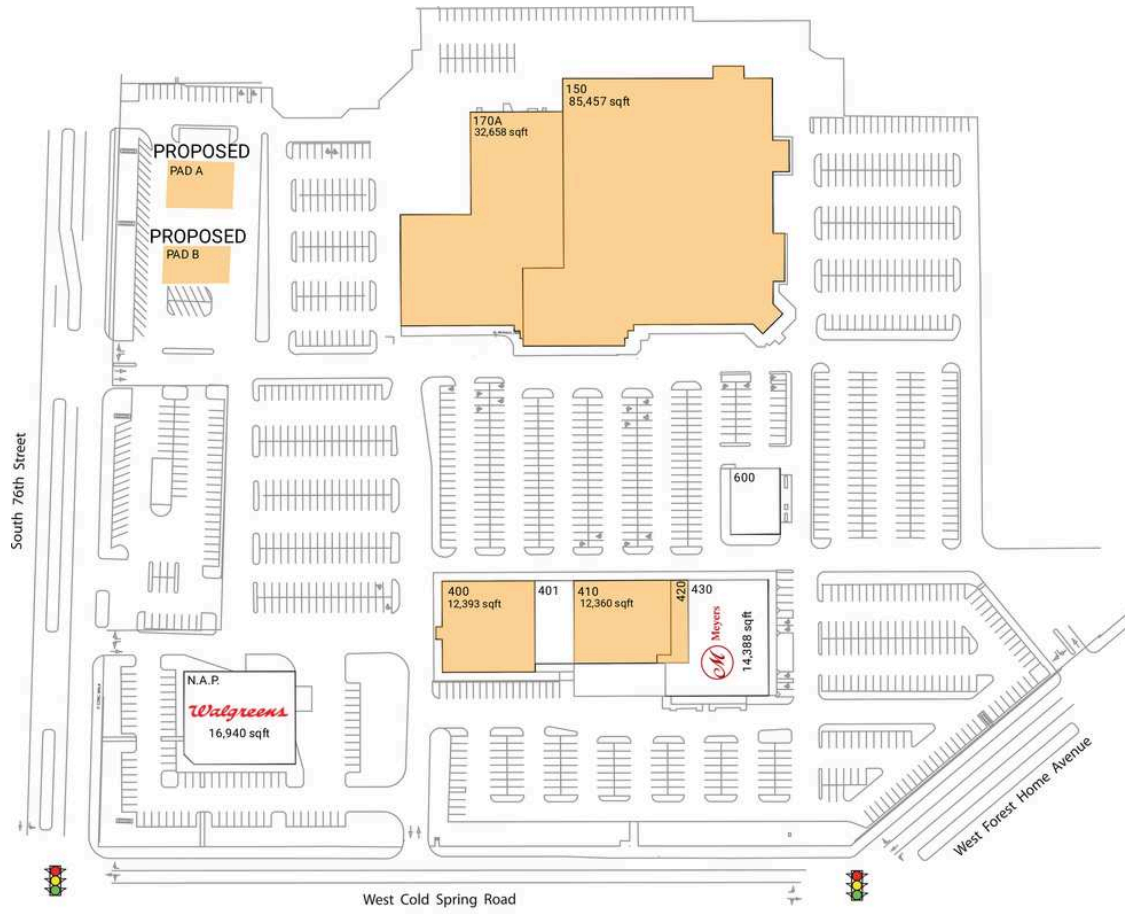 150
85,457 sqft
170A
32,658 sqft
PROPOSED
PAD A
PROPOSED
PAD B
South 76th Street
600
400
12,393 sqft
401
410
12,360 sqft
420
430
M Meyers
14,388 sqft
N.A.P.
Walgreens
16,940 sqft
West Forest Home Avenue
West Cold Spring Road